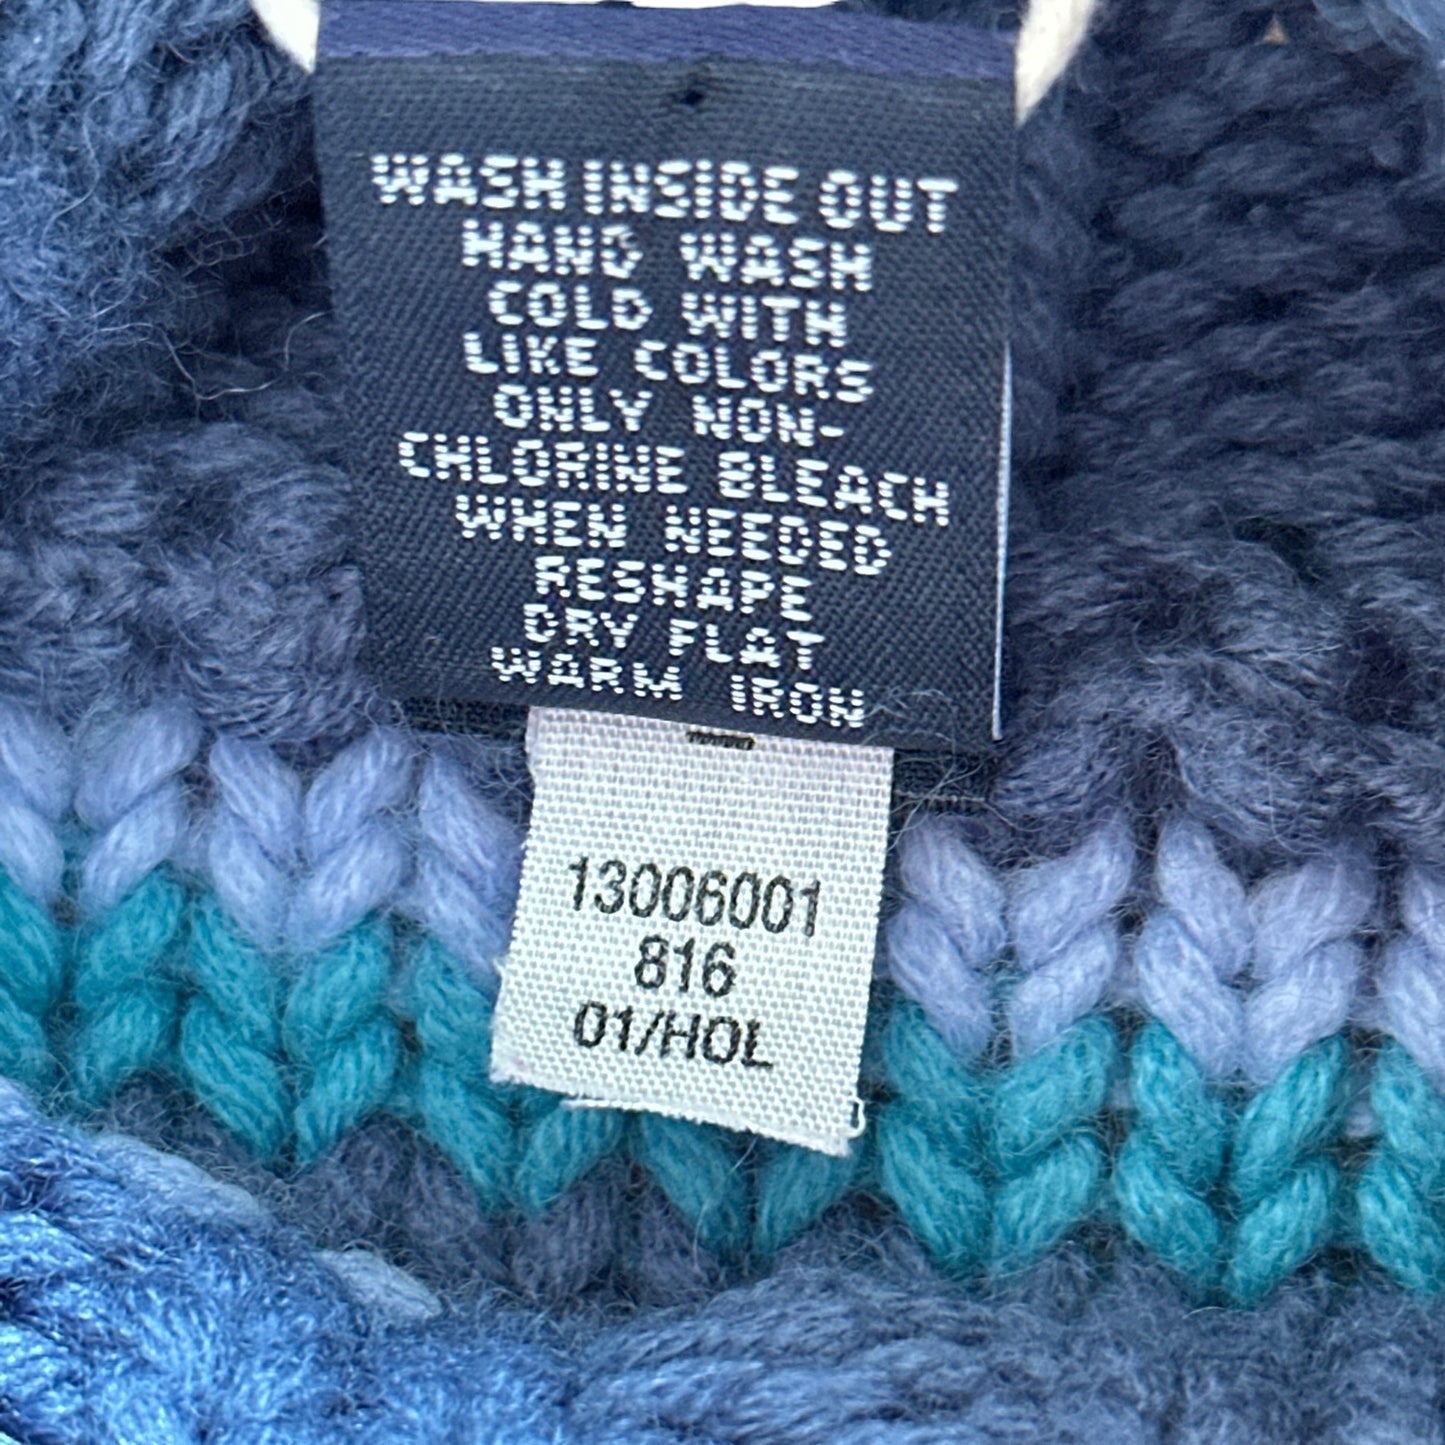 WASH INSIDE OUT
HAND WASH
COLD WITH
LIKE COLORS
ONLY NON-
CHLORINE BLEACH
WHEN NEEDED
RESHAPE
DRY FLAT
WARM IRON
13006001
816
01/HOL